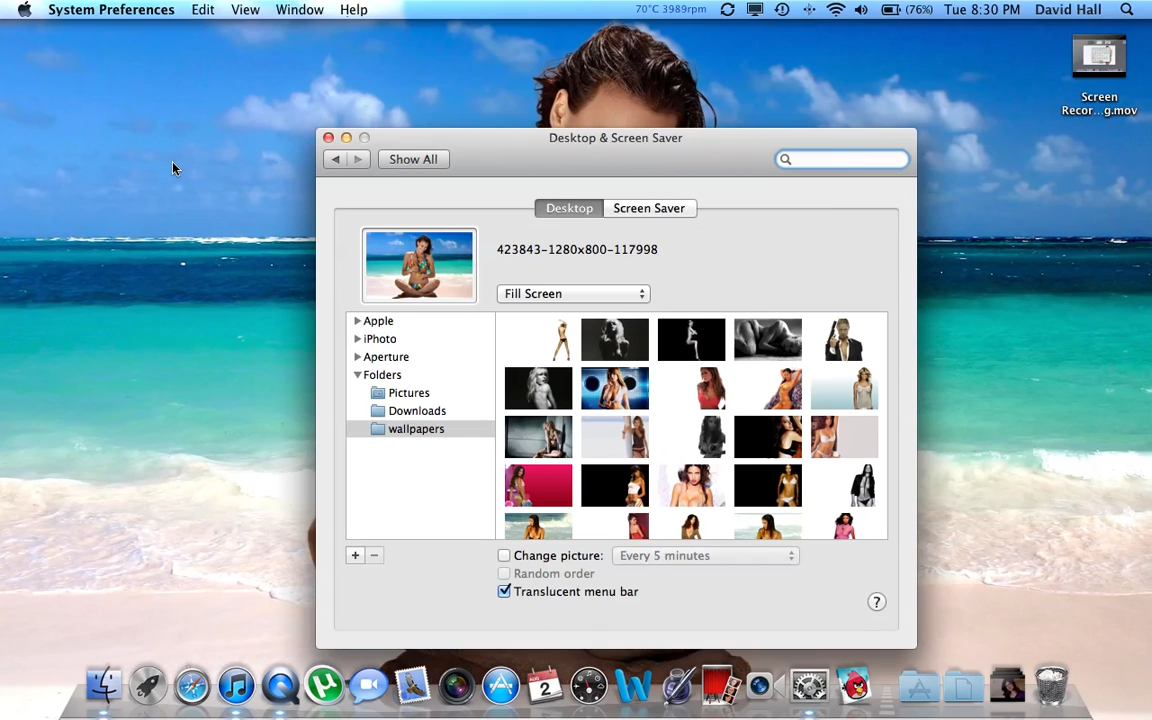 System Preferences Edit View Window Help 70°C 3989rpm (76%) Tue 8:30 PM David Hall
Screen
Recor...g.mov
Desktop & Screen Saver
Show All
Desktop Screen Saver
423843-1280x800-117998
Fill Screen
Apple
iPhoto
Aperture
Folders
Pictures
Downloads
wallpapers
+ −
Change picture: Every 5 minutes
Random order
Translucent menu bar
?
AUG
2